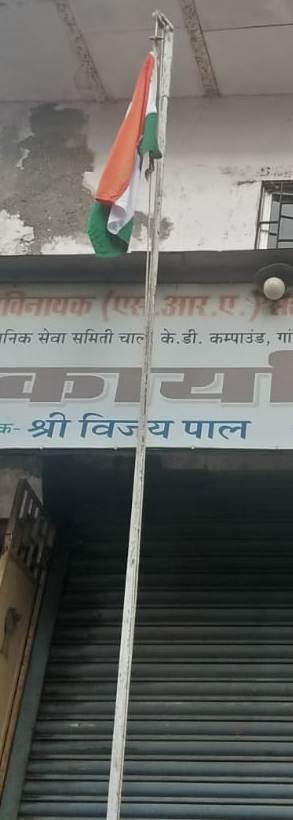 विनायक (एस.आर.ए.)
निक सेवा समिती चाल के.डी. कम्पाउंड, गां
कार्या
क- श्री विजय पाल